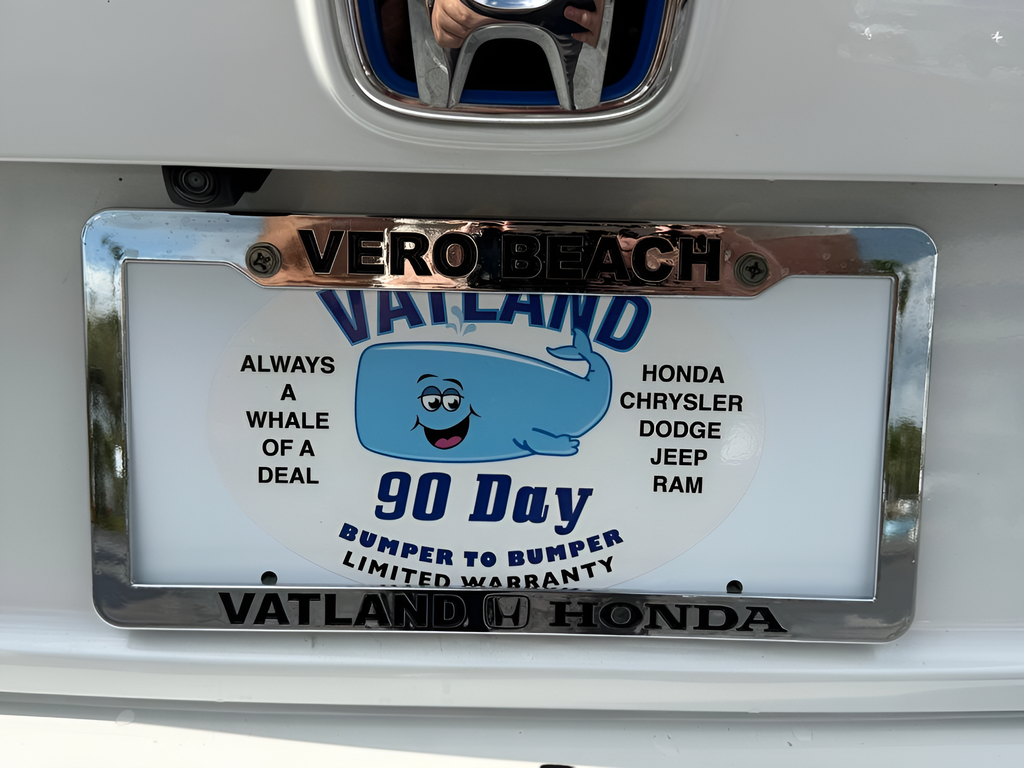 VERO BEACH
VATLAND
ALWAYS
A
WHALE
OF A
DEAL
HONDA
CHRYSLER
DODGE
JEEP
RAM
90 Day
BUMPER TO BUMPER
LIMITED WARRANTY
VATLAND HONDA